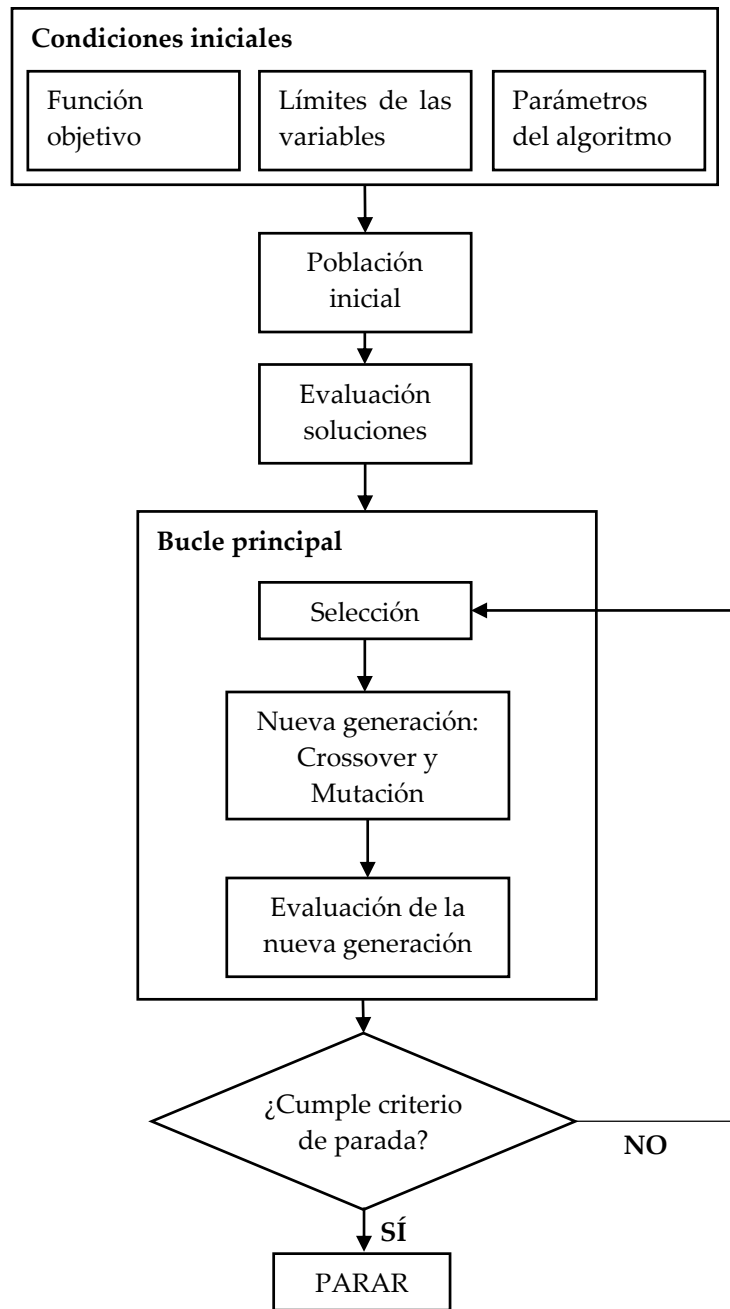 Condiciones iniciales
Función
objetivo
Límites de las
variables
Parámetros
del algoritmo
Población
inicial
Evaluación
soluciones
Bucle principal
Selección
Nueva generación:
Crossover y
Mutación
Evaluación de la
nueva generación
¿Cumple criterio
de parada?
NO
SÍ
PARAR